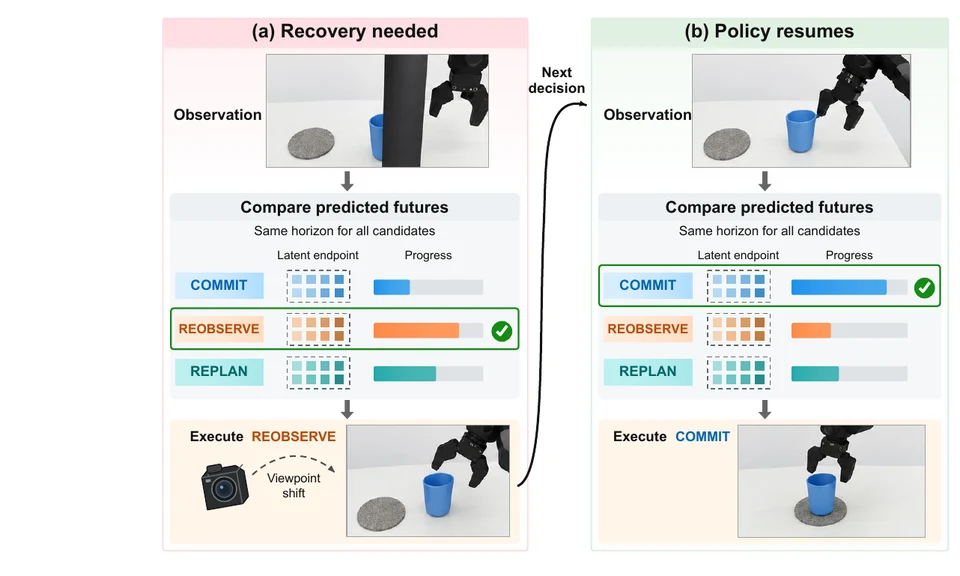 (a) Recovery needed
Observation
Compare predicted futures
Same horizon for all candidates
Latent endpoint Progress
COMMIT
REOBSERVE
REPLAN
Execute REOBSERVE
Viewpoint
shift
Next
decision
(b) Policy resumes
Observation
Compare predicted futures
Same horizon for all candidates
Latent endpoint Progress
COMMIT
REOBSERVE
REPLAN
Execute COMMIT